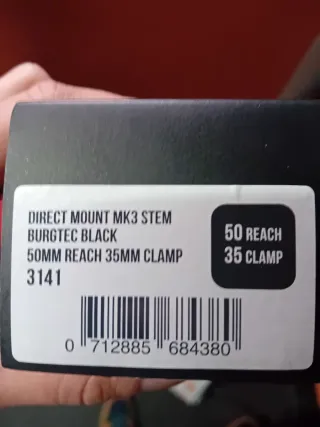 DIRECT MOUNT MK3 STEM
BURGTEC BLACK
50MM REACH 35MM CLAMP
3141
50 REACH
35 CLAMP
0 712885 684380